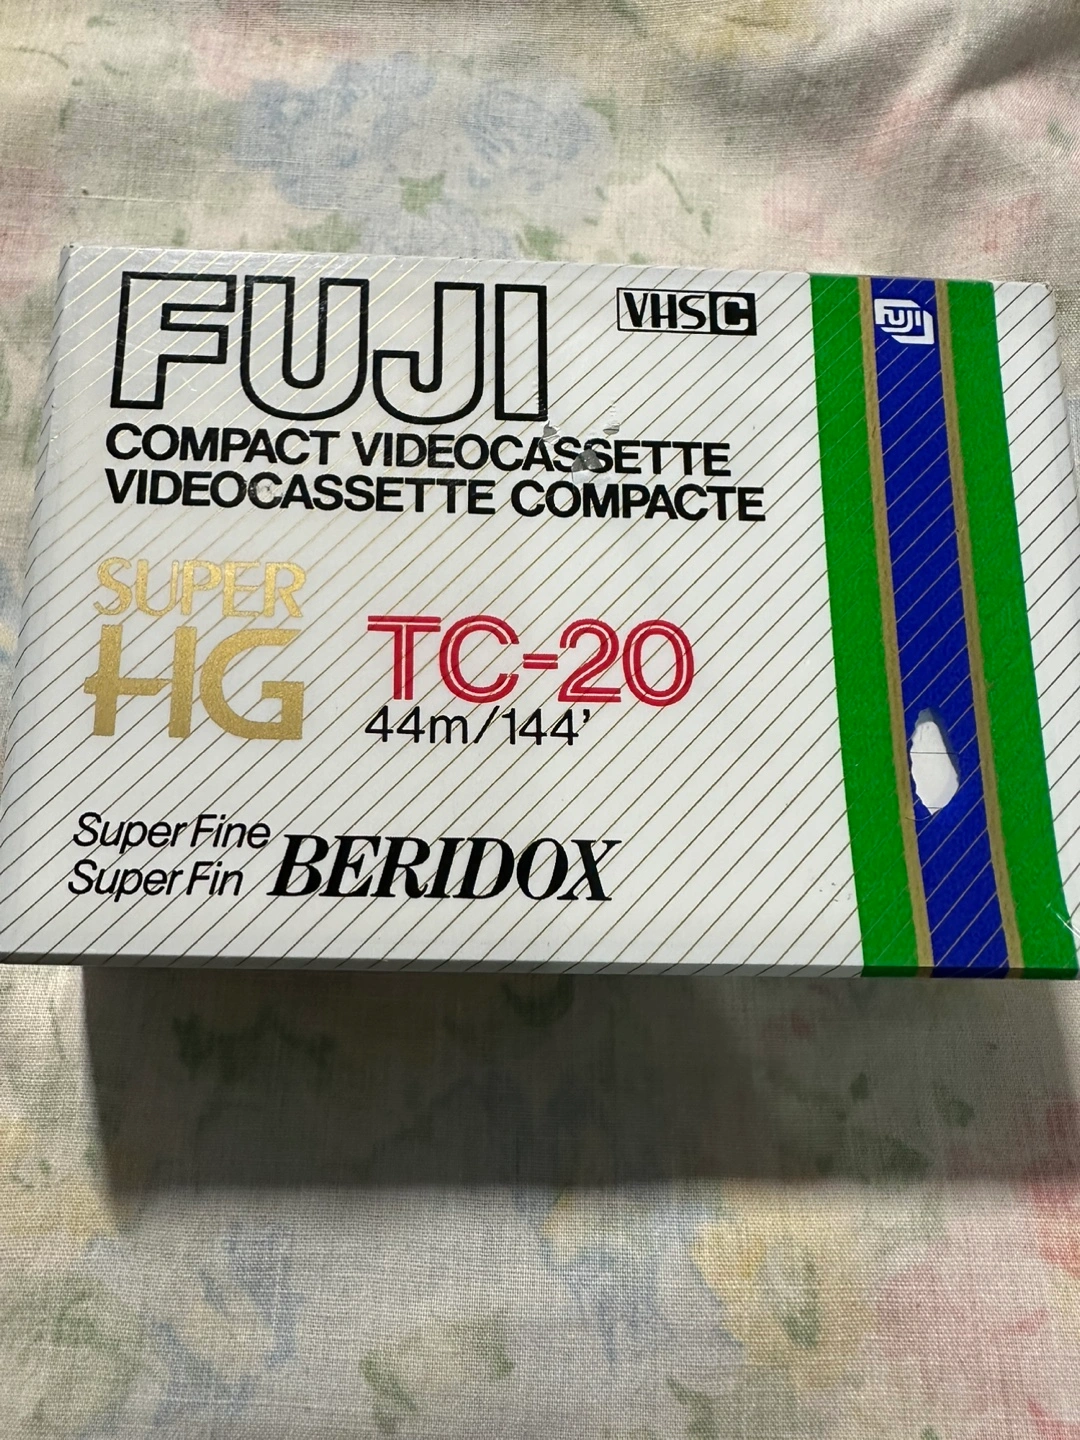 FUJI
VHS C
FUJI
COMPACT VIDEOCASSETTE
VIDEOCASSETTE COMPACTE
SUPER
HG
TC-20
44m/144'
Super Fine
Super Fin
BERIDOX